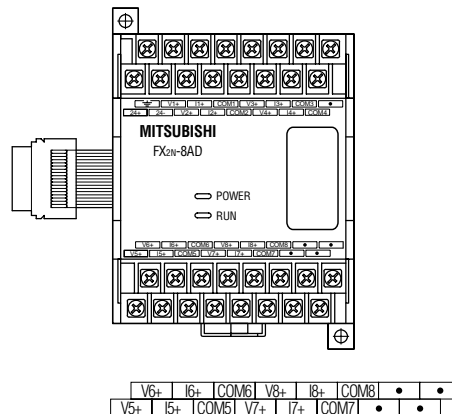 V1+ I1+ COM1 V3+ I3+ COM3 •
24+ 24- V2+ I2+ COM2 V4+ I4+ COM4
MITSUBISHI
FX2N-8AD
POWER
RUN
V6+ I6+ COM6 V8+ I8+ COM8 • •
V5+ I5+ COM5 V7+ I7+ COM7 • •
V6+ I6+ COM6 V8+ I8+ COM8 • •
V5+ I5+ COM5 V7+ I7+ COM7 • •